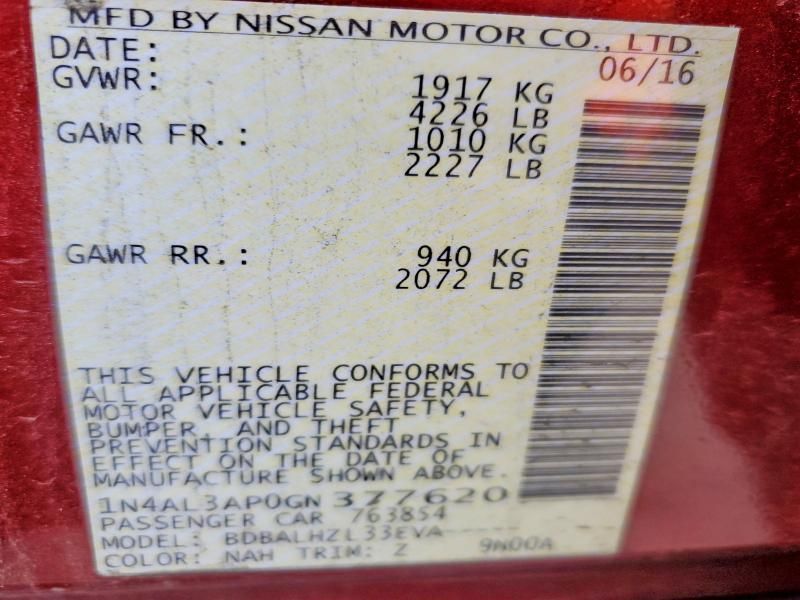 MFD BY NISSAN MOTOR CO., LTD.
DATE: 06/16
GVWR: 1917 KG
4226 LB
GAWR FR.: 1010 KG
2227 LB
GAWR RR.: 940 KG
2072 LB
THIS VEHICLE CONFORMS TO
ALL APPLICABLE FEDERAL
MOTOR VEHICLE SAFETY,
BUMPER, AND THEFT
PREVENTION STANDARDS IN
EFFECT ON THE DATE OF
MANUFACTURE SHOWN ABOVE.
1N4AL3AP0GN377620
PASSENGER CAR 763854
MODEL: BDBALHZL33EVA-----
COLOR: NAH TRIM: Z 9N00A